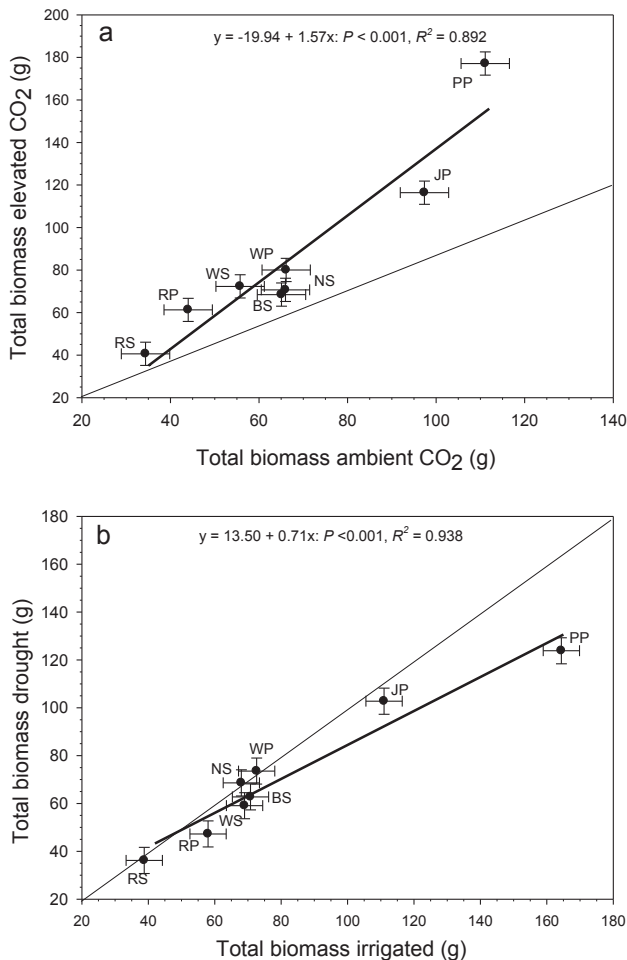 a
y = -19.94 + 1.57x: P < 0.001, R² = 0.892
Total biomass elevated CO₂ (g)
200
180
160
140
120
100
80
60
40
20
PP
JP
WP
WS
NS
BS
RP
RS
20 40 60 80 100 120 140
Total biomass ambient CO₂ (g)
b
y = 13.50 + 0.71x: P <0.001, R² = 0.938
Total biomass drought (g)
180
160
140
120
100
80
60
40
20
PP
JP
WP
NS
BS
WS
RP
RS
20 40 60 80 100 120 140 160 180
Total biomass irrigated (g)